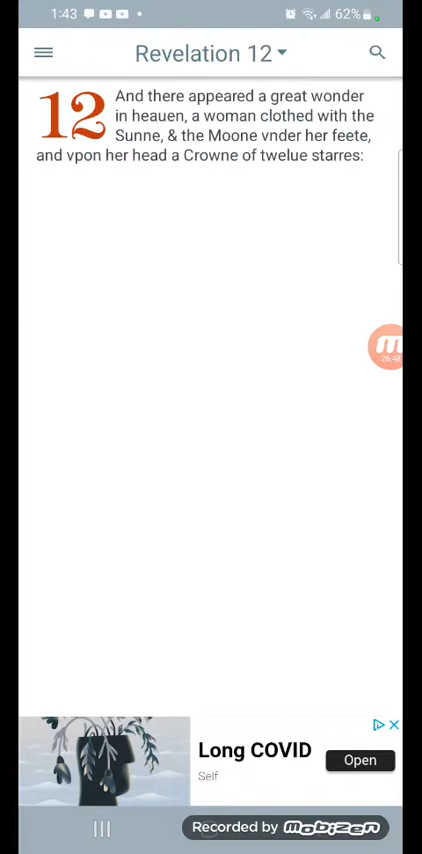 1:43 62%
Revelation 12
12 And there appeared a great wonder
in heauen, a woman clothed with the
Sunne, & the Moone vnder her feete,
and vpon her head a Crowne of twelue starres:
26:48
Long COVID
Self
Open
Recorded by mobizen